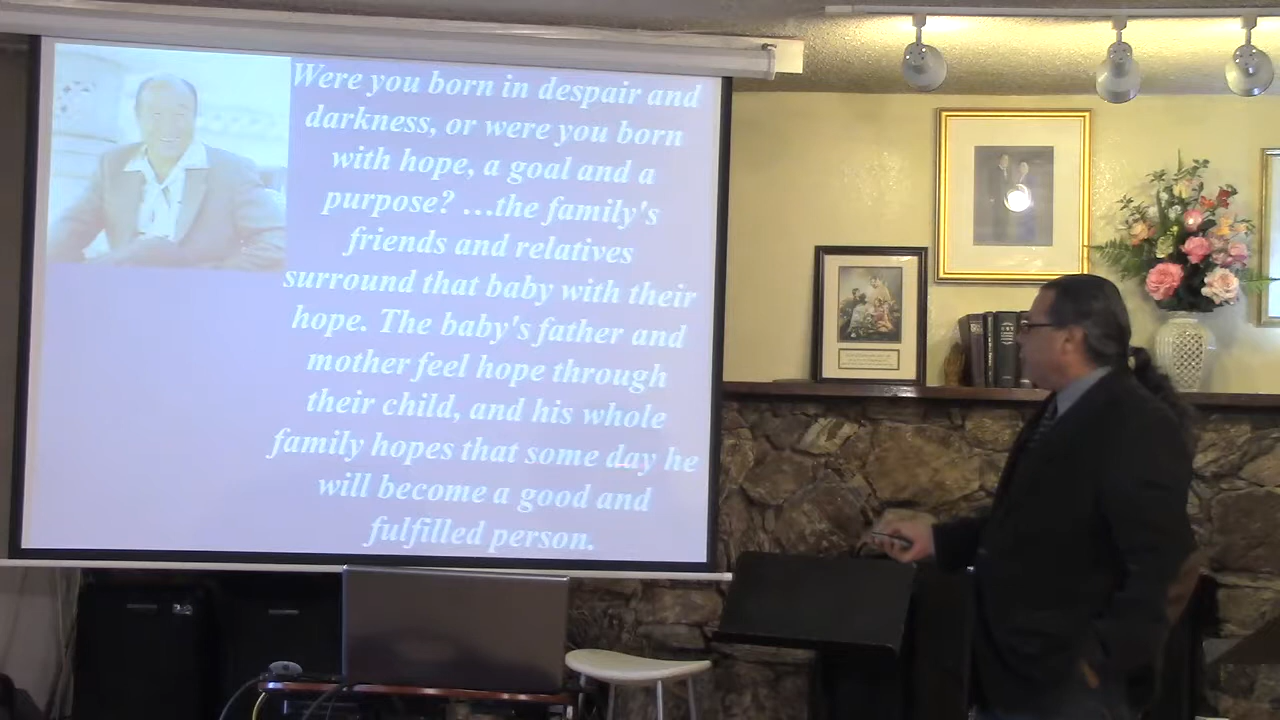 Were you born in despair and
darkness, or were you born
with hope, a goal and a
purpose? ...the family's
friends and relatives
surround that baby with their
hope. The baby's father and
mother feel hope through
their child, and his whole
family hopes that some day he
will become a good and
fulfilled person.